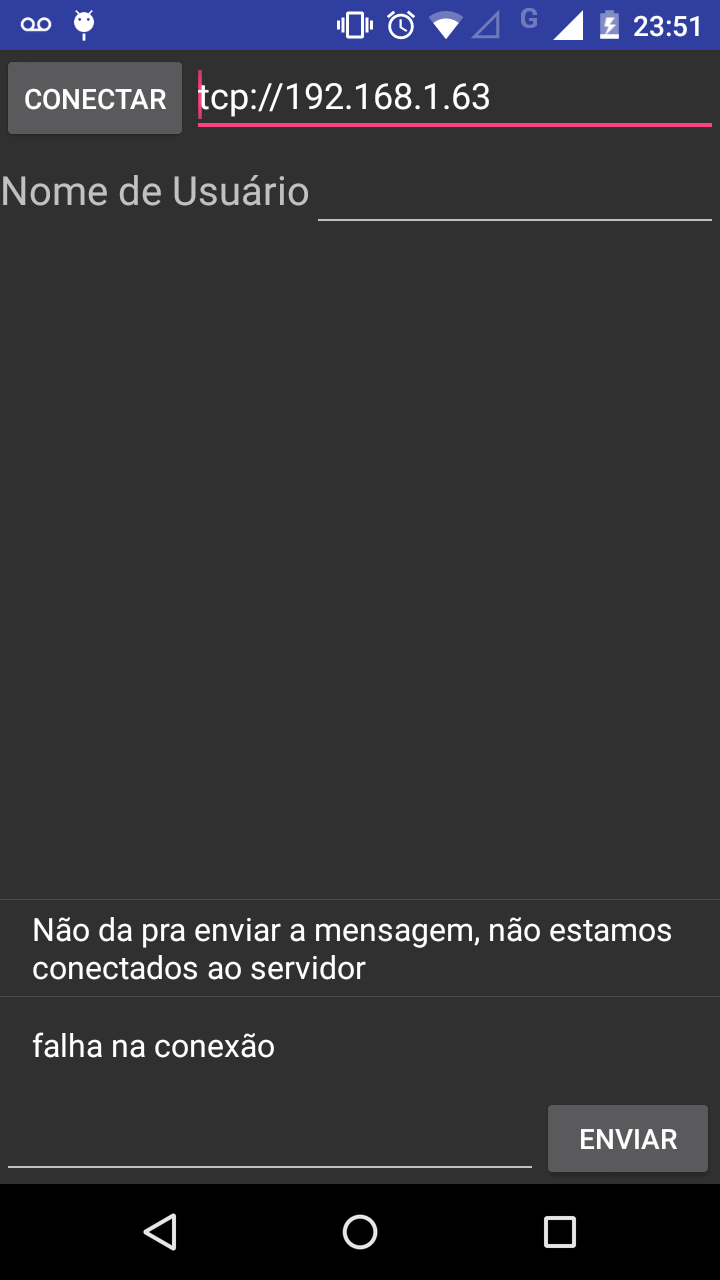 G
23:51
CONECTAR
tcp://192.168.1.63
Nome de Usuário
Não da pra enviar a mensagem, não estamos
conectados ao servidor
falha na conexão
ENVIAR